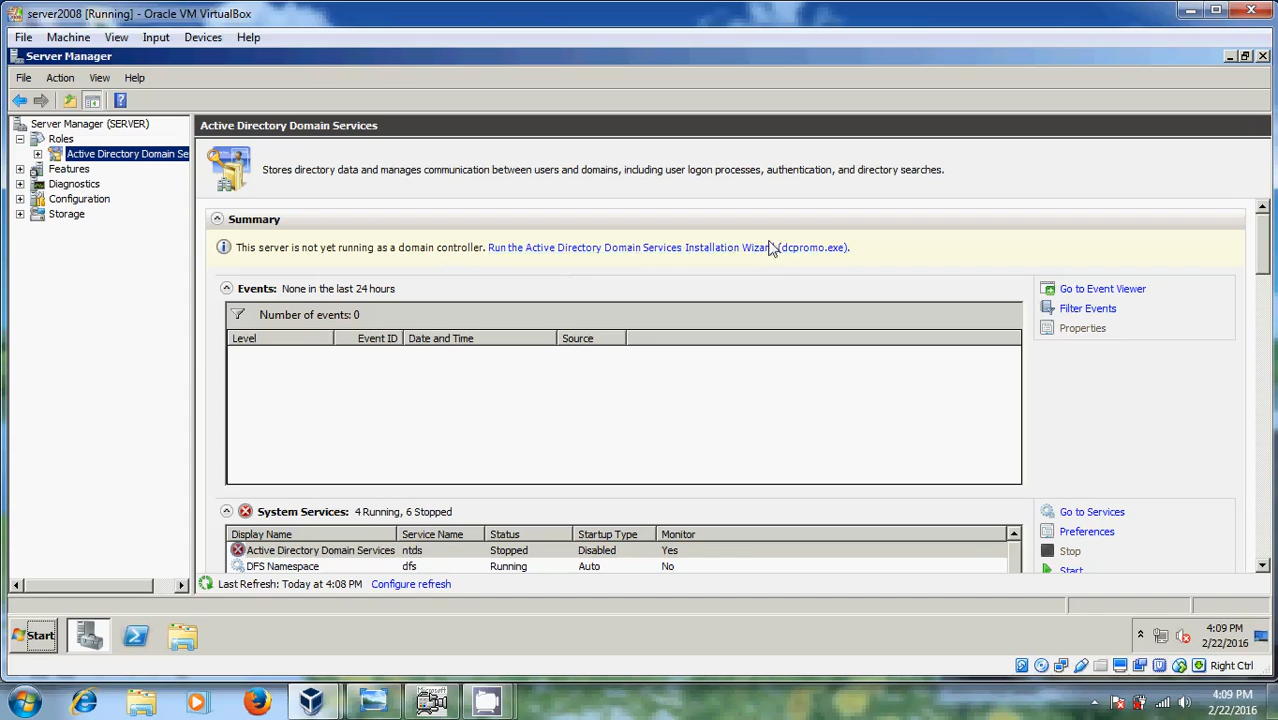 server2008 [Running] - Oracle VM VirtualBox
File Machine View Input Devices Help
Server Manager
File Action View Help
Server Manager (SERVER)
Roles
Active Directory Domain Se
Features
Diagnostics
Configuration
Storage
Active Directory Domain Services
Stores directory data and manages communication between users and domains, including user logon processes, authentication, and directory searches.
Summary
This server is not yet running as a domain controller. Run the Active Directory Domain Services Installation Wizard (dcpromo.exe).
Events: None in the last 24 hours
Number of events: 0
Level Event ID Date and Time Source
Go to Event Viewer
Filter Events
Properties
System Services: 4 Running, 6 Stopped
Display Name Service Name Status Startup Type Monitor
Active Directory Domain Services ntds Stopped Disabled Yes
DFS Namespace dfs Running Auto No
Go to Services
Preferences
Stop
Start
Last Refresh: Today at 4:08 PM Configure refresh
Start
4:09 PM
2/22/2016
Right Ctrl
Microsoft
4:09 PM
2/22/2016